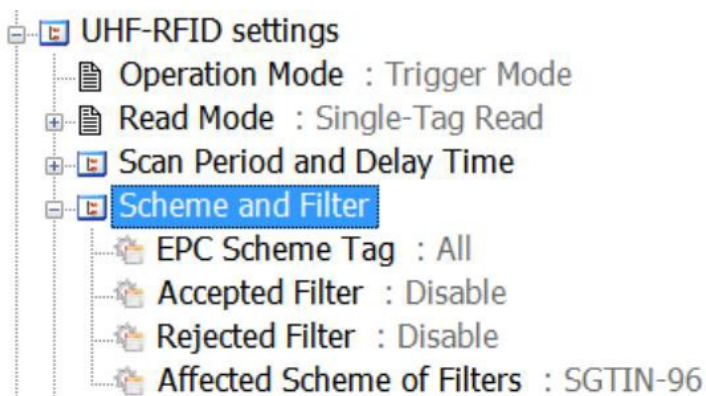 UHF-RFID settings
Operation Mode : Trigger Mode
Read Mode : Single-Tag Read
Scan Period and Delay Time
Scheme and Filter
EPC Scheme Tag : All
Accepted Filter : Disable
Rejected Filter : Disable
Affected Scheme of Filters : SGTIN-96